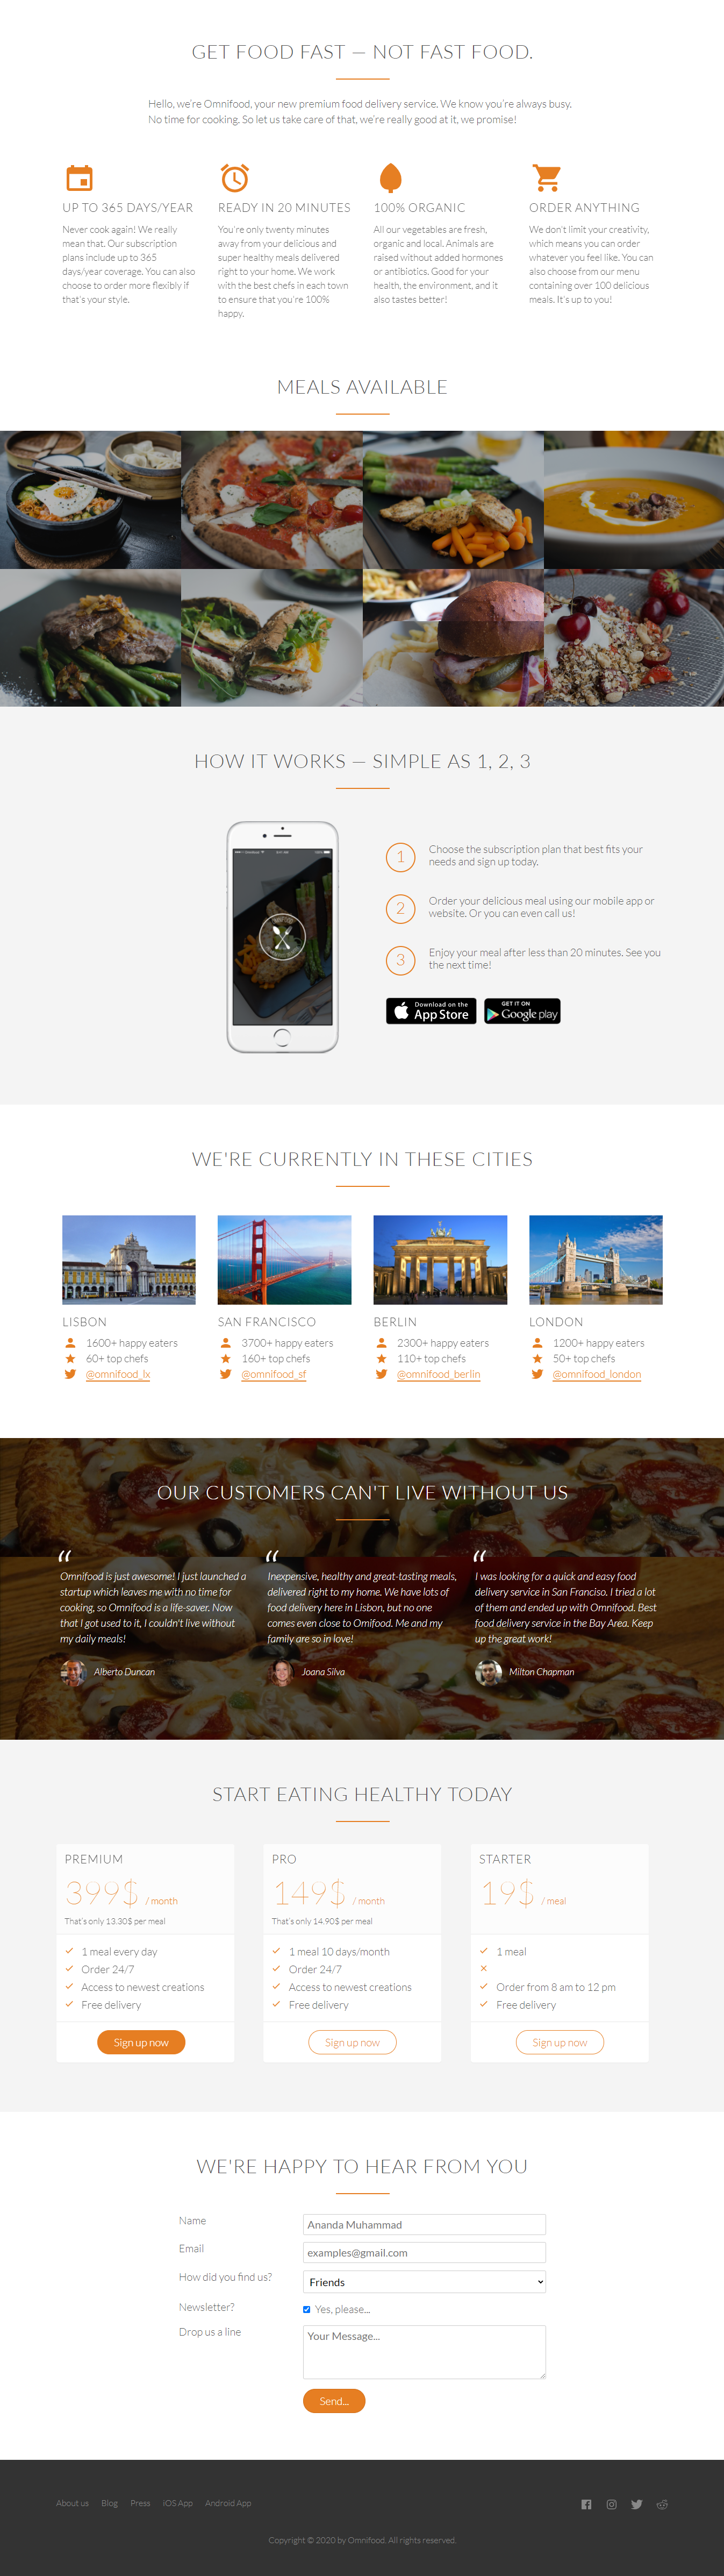 GET FOOD FAST — NOT FAST FOOD.
Hello, we're Omnifood, your new premium food delivery service. We know you're always busy.
No time for cooking. So let us take care of that, we're really good at it, we promise!
UP TO 365 DAYS/YEAR
Never cook again! We really
mean that. Our subscription
plans include up to 365
days/year coverage. You can also
choose to order more flexibly if
that's your style.
READY IN 20 MINUTES
You're only twenty minutes
away from your delicious and
super healthy meals delivered
right to your home. We work
with the best chefs in each town
to ensure that you're 100%
happy.
100% ORGANIC
All our vegetables are fresh,
organic and local. Animals are
raised without added hormones
or antibiotics. Good for your
health, the environment, and it
also tastes better!
ORDER ANYTHING
We don't limit your creativity,
which means you can order
whatever you feel like. You can
also choose from our menu
containing over 100 delicious
meals. It's up to you!
MEALS AVAILABLE
HOW IT WORKS — SIMPLE AS 1, 2, 3
1
Choose the subscription plan that best fits your
needs and sign up today.
2
Order your delicious meal using our mobile app or
website. Or you can even call us!
3
Enjoy your meal after less than 20 minutes. See you
the next time!
Download on the
App Store
GET IT ON
Google play
WE'RE CURRENTLY IN THESE CITIES
LISBON
1600+ happy eaters
60+ top chefs
@omnifood_lx
SAN FRANCISCO
3700+ happy eaters
160+ top chefs
@omnifood_sf
BERLIN
2300+ happy eaters
110+ top chefs
@omnifood_berlin
LONDON
1200+ happy eaters
50+ top chefs
@omnifood_london
OUR CUSTOMERS CAN'T LIVE WITHOUT US
“
Omnifood is just awesome! I just launched a
startup which leaves me with no time for
cooking, so Omnifood is a life-saver. Now
that I got used to it, I couldn't live without
my daily meals!
Alberto Duncan
“
Inexpensive, healthy and great-tasting meals,
delivered right to my home. We have lots of
food delivery here in Lisbon, but no one
comes even close to Omifood. Me and my
family are so in love!
Joana Silva
“
I was looking for a quick and easy food
delivery service in San Franciso. I tried a lot
of them and ended up with Omnifood. Best
food delivery service in the Bay Area. Keep
up the great work!
Milton Chapman
START EATING HEALTHY TODAY
PREMIUM
399$ / month
That's only 13.30$ per meal
1 meal every day
Order 24/7
Access to newest creations
Free delivery
Sign up now
PRO
149$ / month
That's only 14.90$ per meal
1 meal 10 days/month
Order 24/7
Access to newest creations
Free delivery
Sign up now
STARTER
19$ / meal
1 meal
Order from 8 am to 12 pm
Free delivery
Sign up now
WE'RE HAPPY TO HEAR FROM YOU
Name
Ananda Muhammad
Email
examples@gmail.com
How did you find us?
Friends
Newsletter?
Yes, please...
Drop us a line
Your Message...
Send...
About us Blog Press iOS App Android App
Copyright © 2020 by Omnifood. All rights reserved.